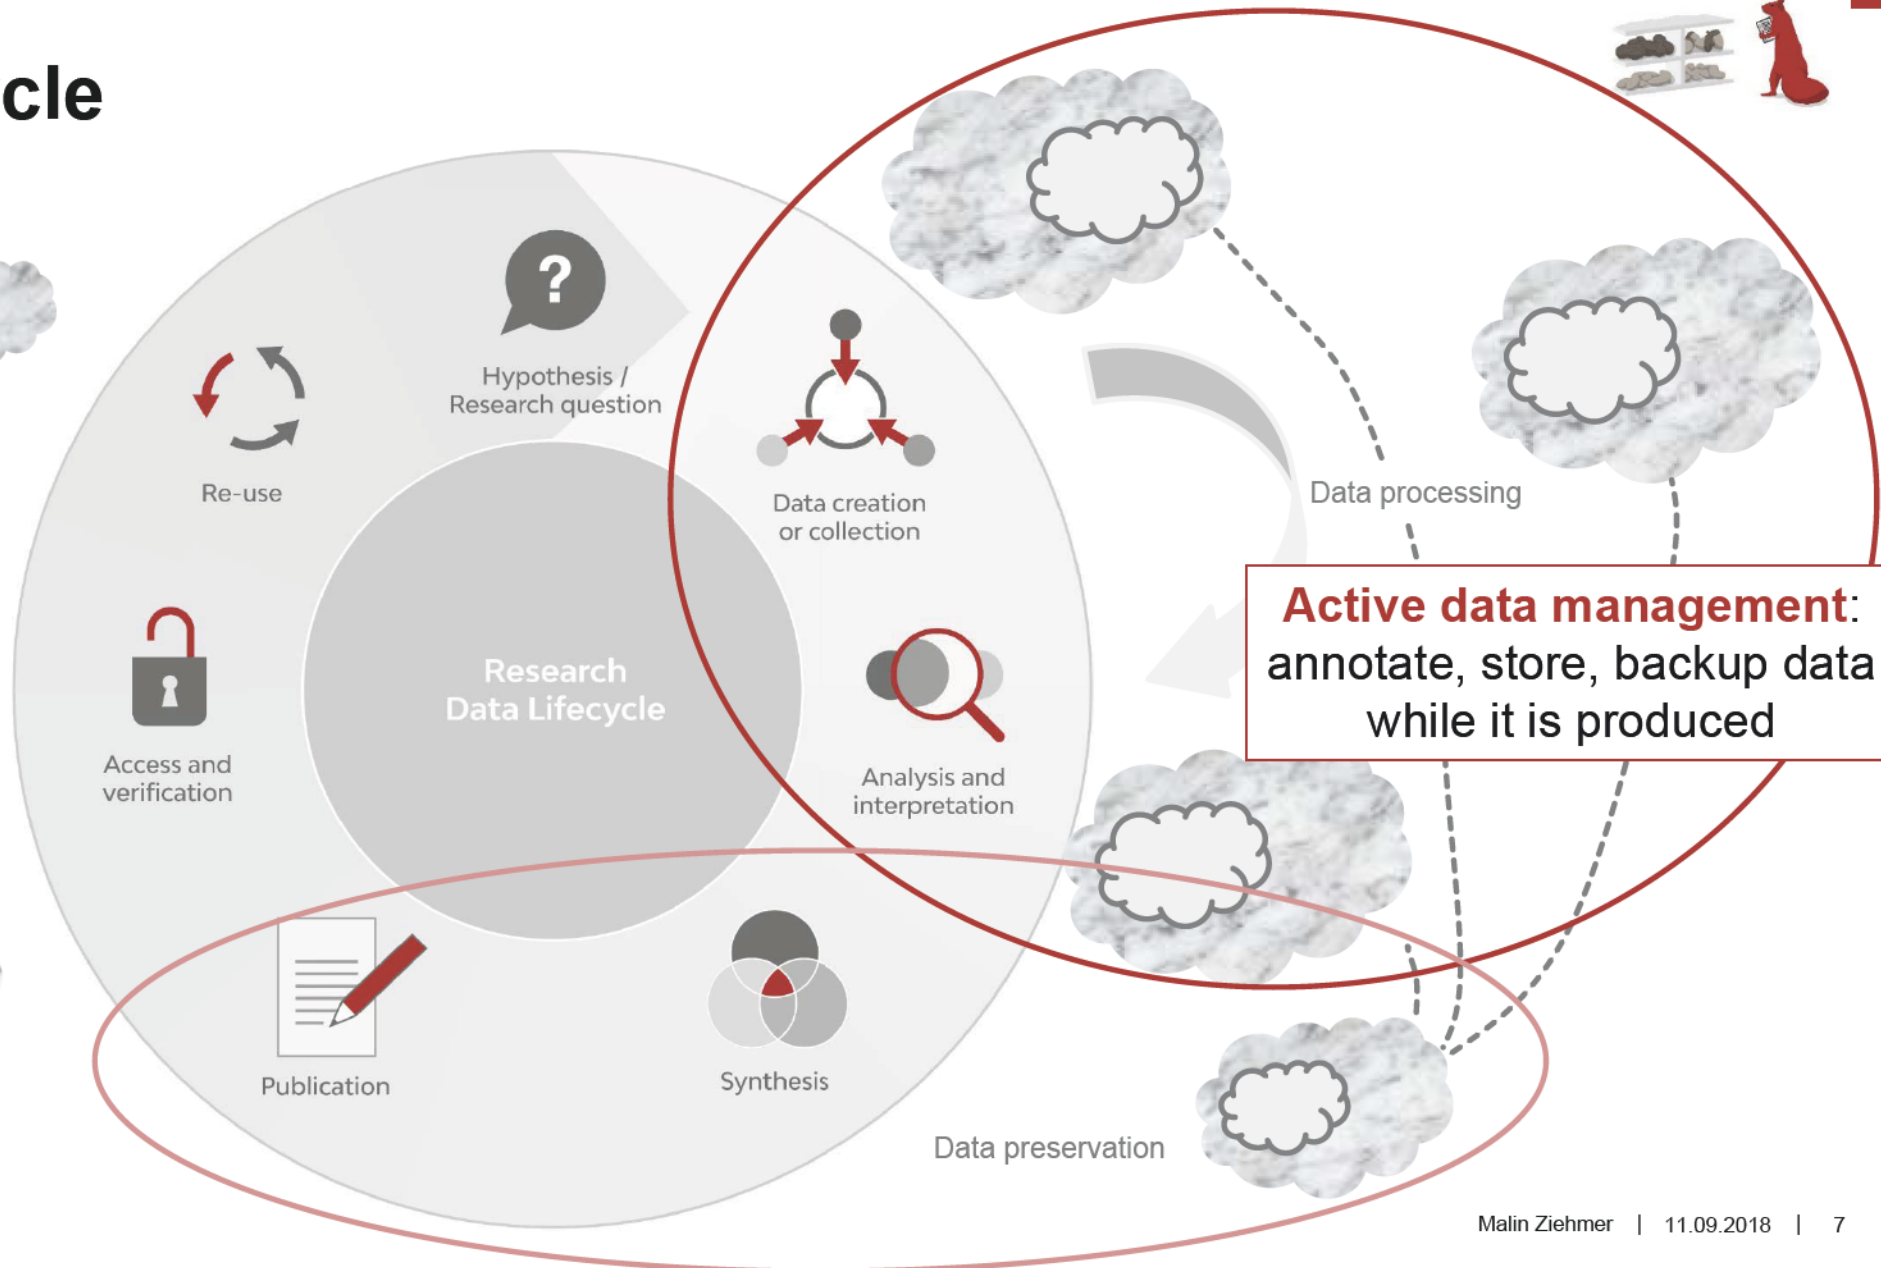 cle
?
Hypothesis /
Research question
Re-use
Data creation
or collection
Data processing
Active data management:
annotate, store, backup data
while it is produced
Research
Data Lifecycle
Access and
verification
Analysis and
interpretation
Publication
Synthesis
Data preservation
Malin Ziehmer | 11.09.2018 | 7